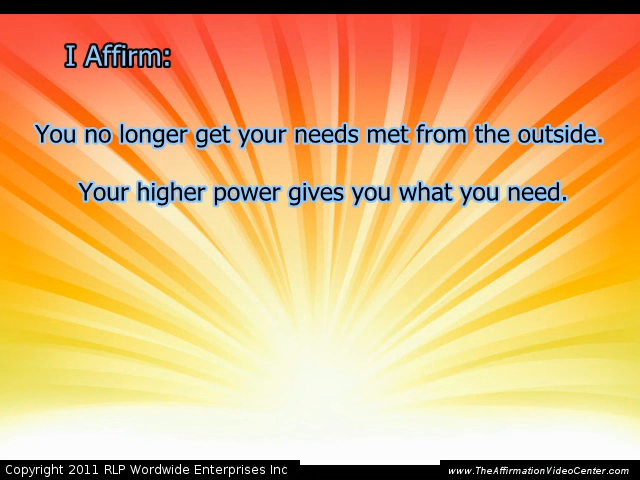 I Affirm:
You no longer get your needs met from the outside.
Your higher power gives you what you need.
Copyright 2011 RLP Wordwide Enterprises Inc
www.TheAffirmationVideoCenter.com